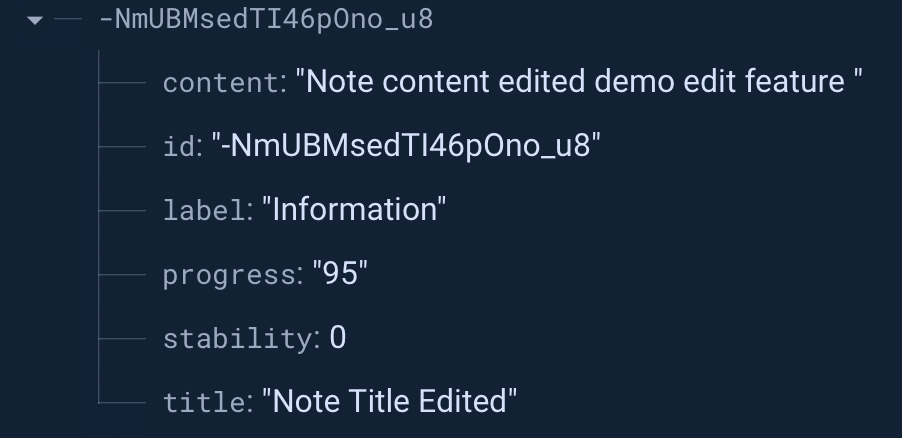 -NmUBMsedTI46pOno_u8
content: "Note content edited demo edit feature "
id: "-NmUBMsedTI46pOno_u8"
label: "Information"
progress: "95"
stability: 0
title: "Note Title Edited"